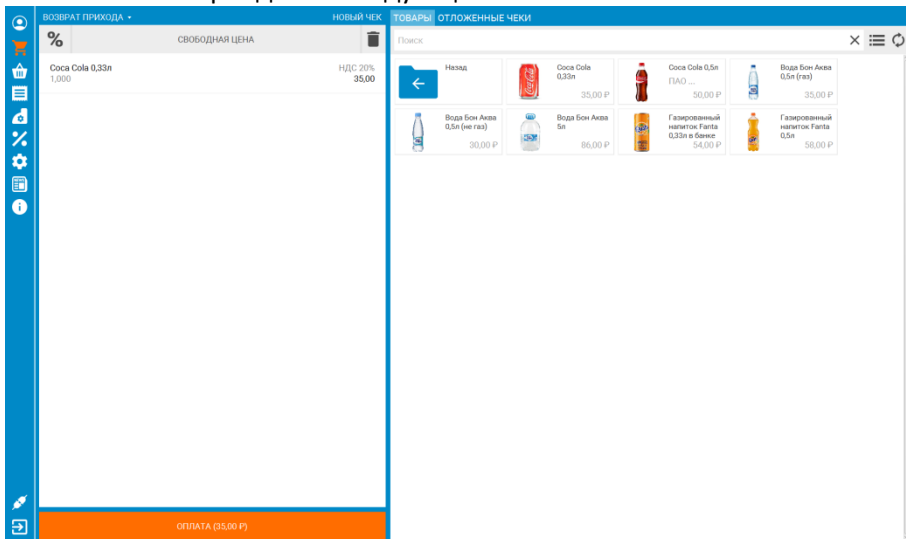 ВОЗВРАТ ПРИХОДА
НОВЫЙ ЧЕК
ТОВАРЫ ОТЛОЖЕННЫЕ ЧЕКИ
%
СВОБОДНАЯ ЦЕНА
Поиск
Coca Cola 0,33л
НДС 20%
1,000
35,00
Назад
Coca Cola
0,33л
35,00 ₽
Coca Cola 0,5л
ПАО ...
50,00 ₽
Вода Бон Аква
0,5л (газ)
35,00 ₽
Вода Бон Аква
0,5л (не газ)
30,00 ₽
Вода Бон Аква
5л
86,00 ₽
Газированный
напиток Fanta
0,33л в банке
54,00 ₽
Газированный
напиток Fanta
0,5л
58,00 ₽
ОПЛАТА (35,00 ₽)